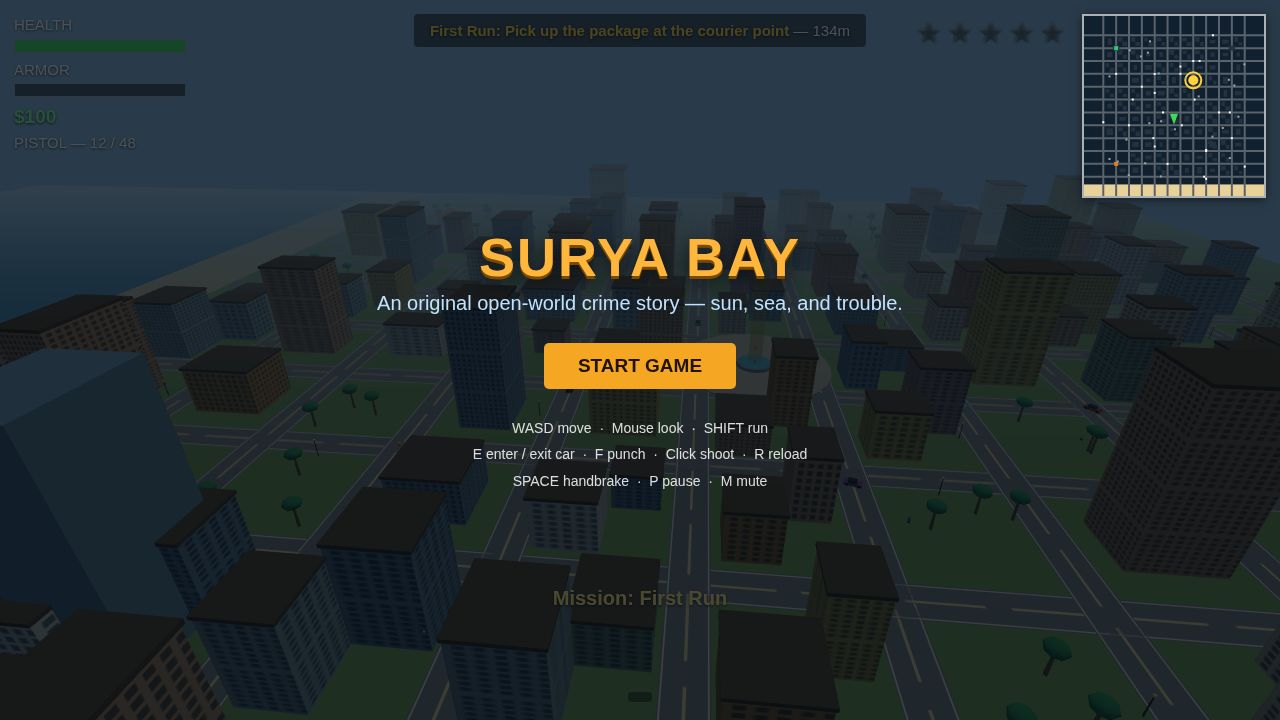 HEALTH
First Run: Pick up the package at the courier point — 134m
ARMOR
$100
PISTOL — 12 / 48
SURYA BAY
An original open-world crime story — sun, sea, and trouble.
START GAME
WASD move · Mouse look · SHIFT run
E enter / exit car · F punch · Click shoot · R reload
SPACE handbrake · P pause · M mute
Mission: First Run